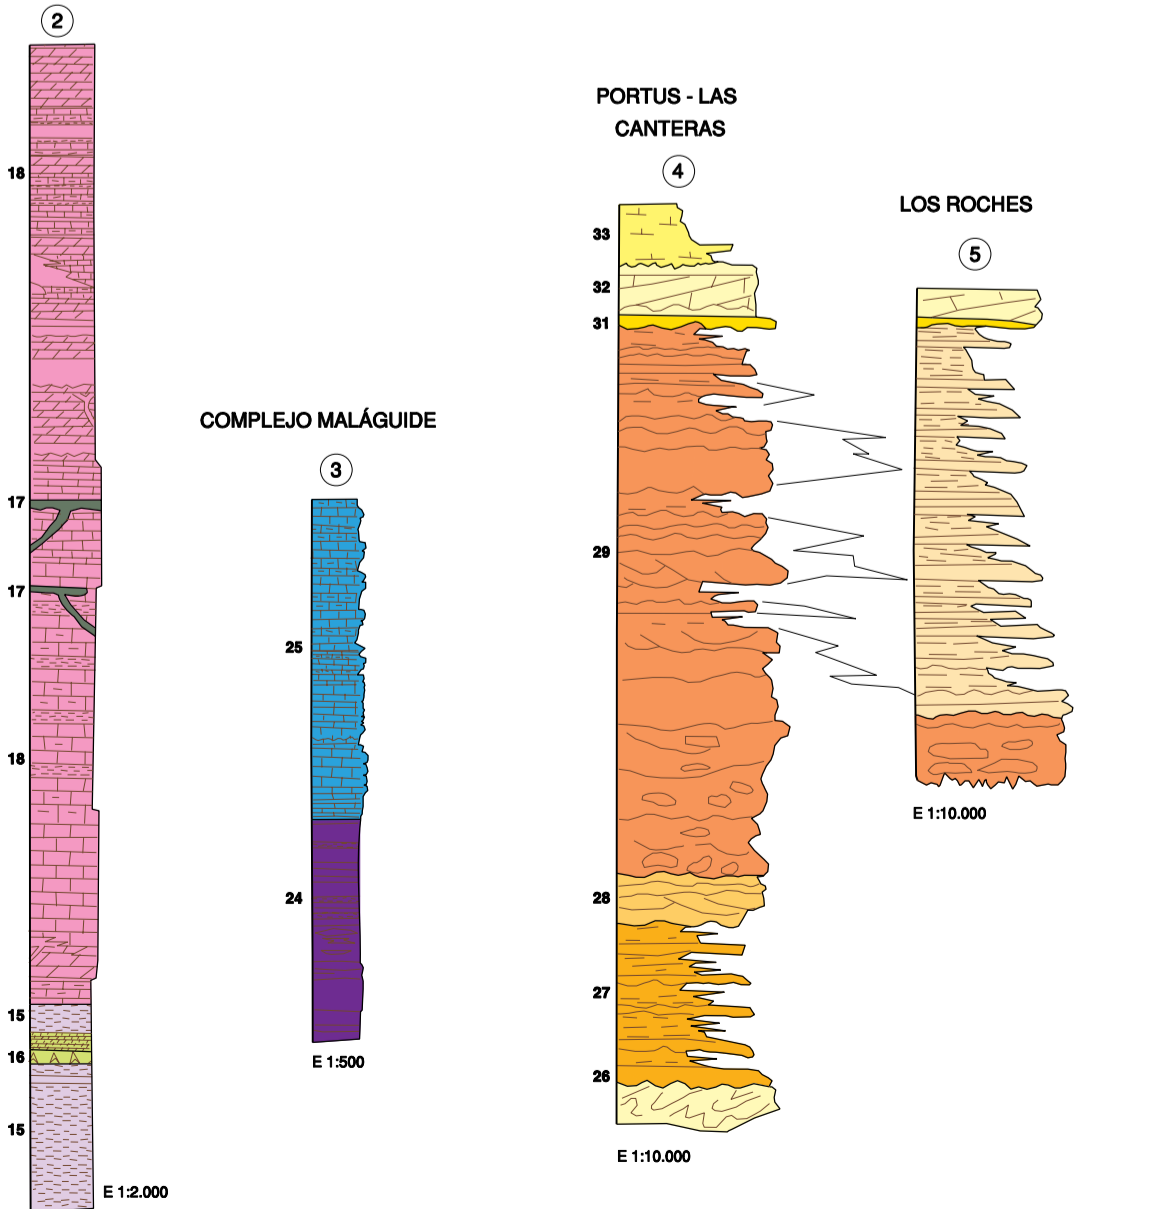 2
18
17
17
18
15
16
15
E 1:2.000
COMPLEJO MALÁGUIDE
3
25
24
E 1:500
PORTUS - LAS
CANTERAS
4
33
32
31
29
28
27
26
E 1:10.000
LOS ROCHES
5
E 1:10.000